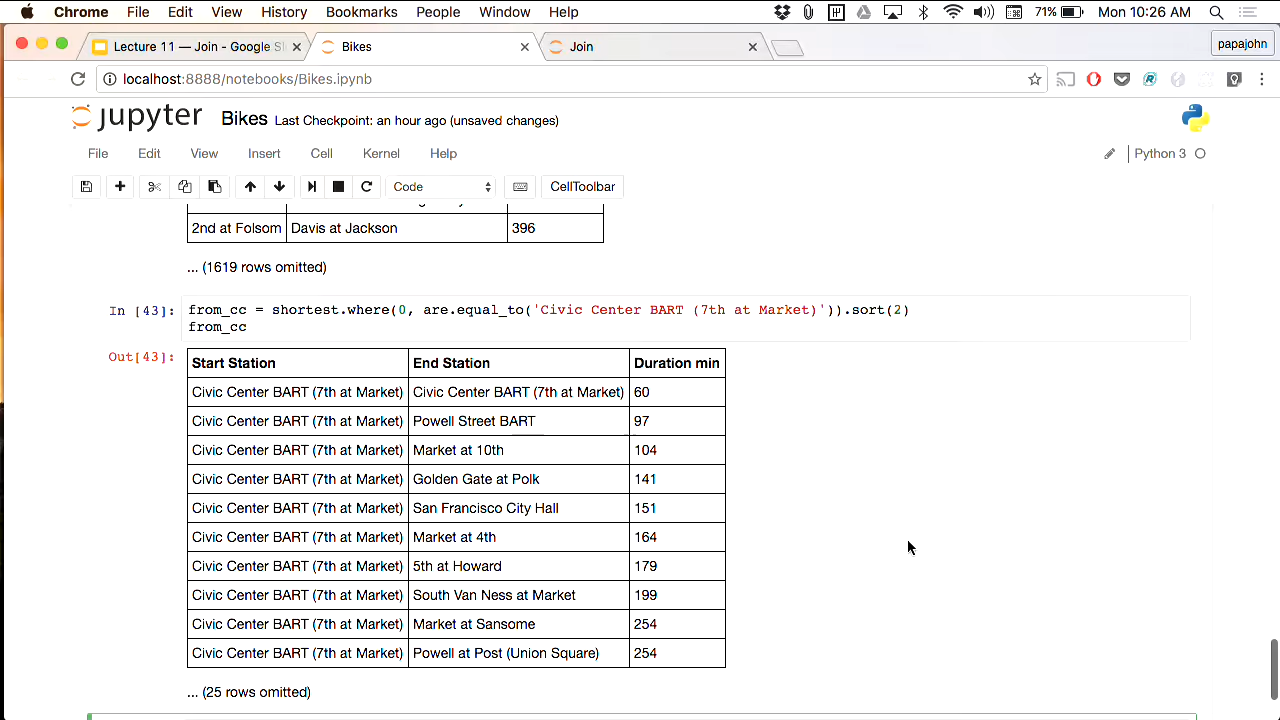 Chrome File Edit View History Bookmarks People Window Help 71% Mon 10:26 AM
Lecture 11 — Join - Google Sl Bikes Join papajohn
localhost:8888/notebooks/Bikes.ipynb
jupyter Bikes Last Checkpoint: an hour ago (unsaved changes)
File Edit View Insert Cell Kernel Help Python 3
Code CellToolbar
2nd at Folsom Davis at Jackson 396
... (1619 rows omitted)
In [43]: from_cc = shortest.where(0, are.equal_to('Civic Center BART (7th at Market)')).sort(2)
from_cc
Out[43]: Start Station End Station Duration min
Civic Center BART (7th at Market) Civic Center BART (7th at Market) 60
Civic Center BART (7th at Market) Powell Street BART 97
Civic Center BART (7th at Market) Market at 10th 104
Civic Center BART (7th at Market) Golden Gate at Polk 141
Civic Center BART (7th at Market) San Francisco City Hall 151
Civic Center BART (7th at Market) Market at 4th 164
Civic Center BART (7th at Market) 5th at Howard 179
Civic Center BART (7th at Market) South Van Ness at Market 199
Civic Center BART (7th at Market) Market at Sansome 254
Civic Center BART (7th at Market) Powell at Post (Union Square) 254
... (25 rows omitted)